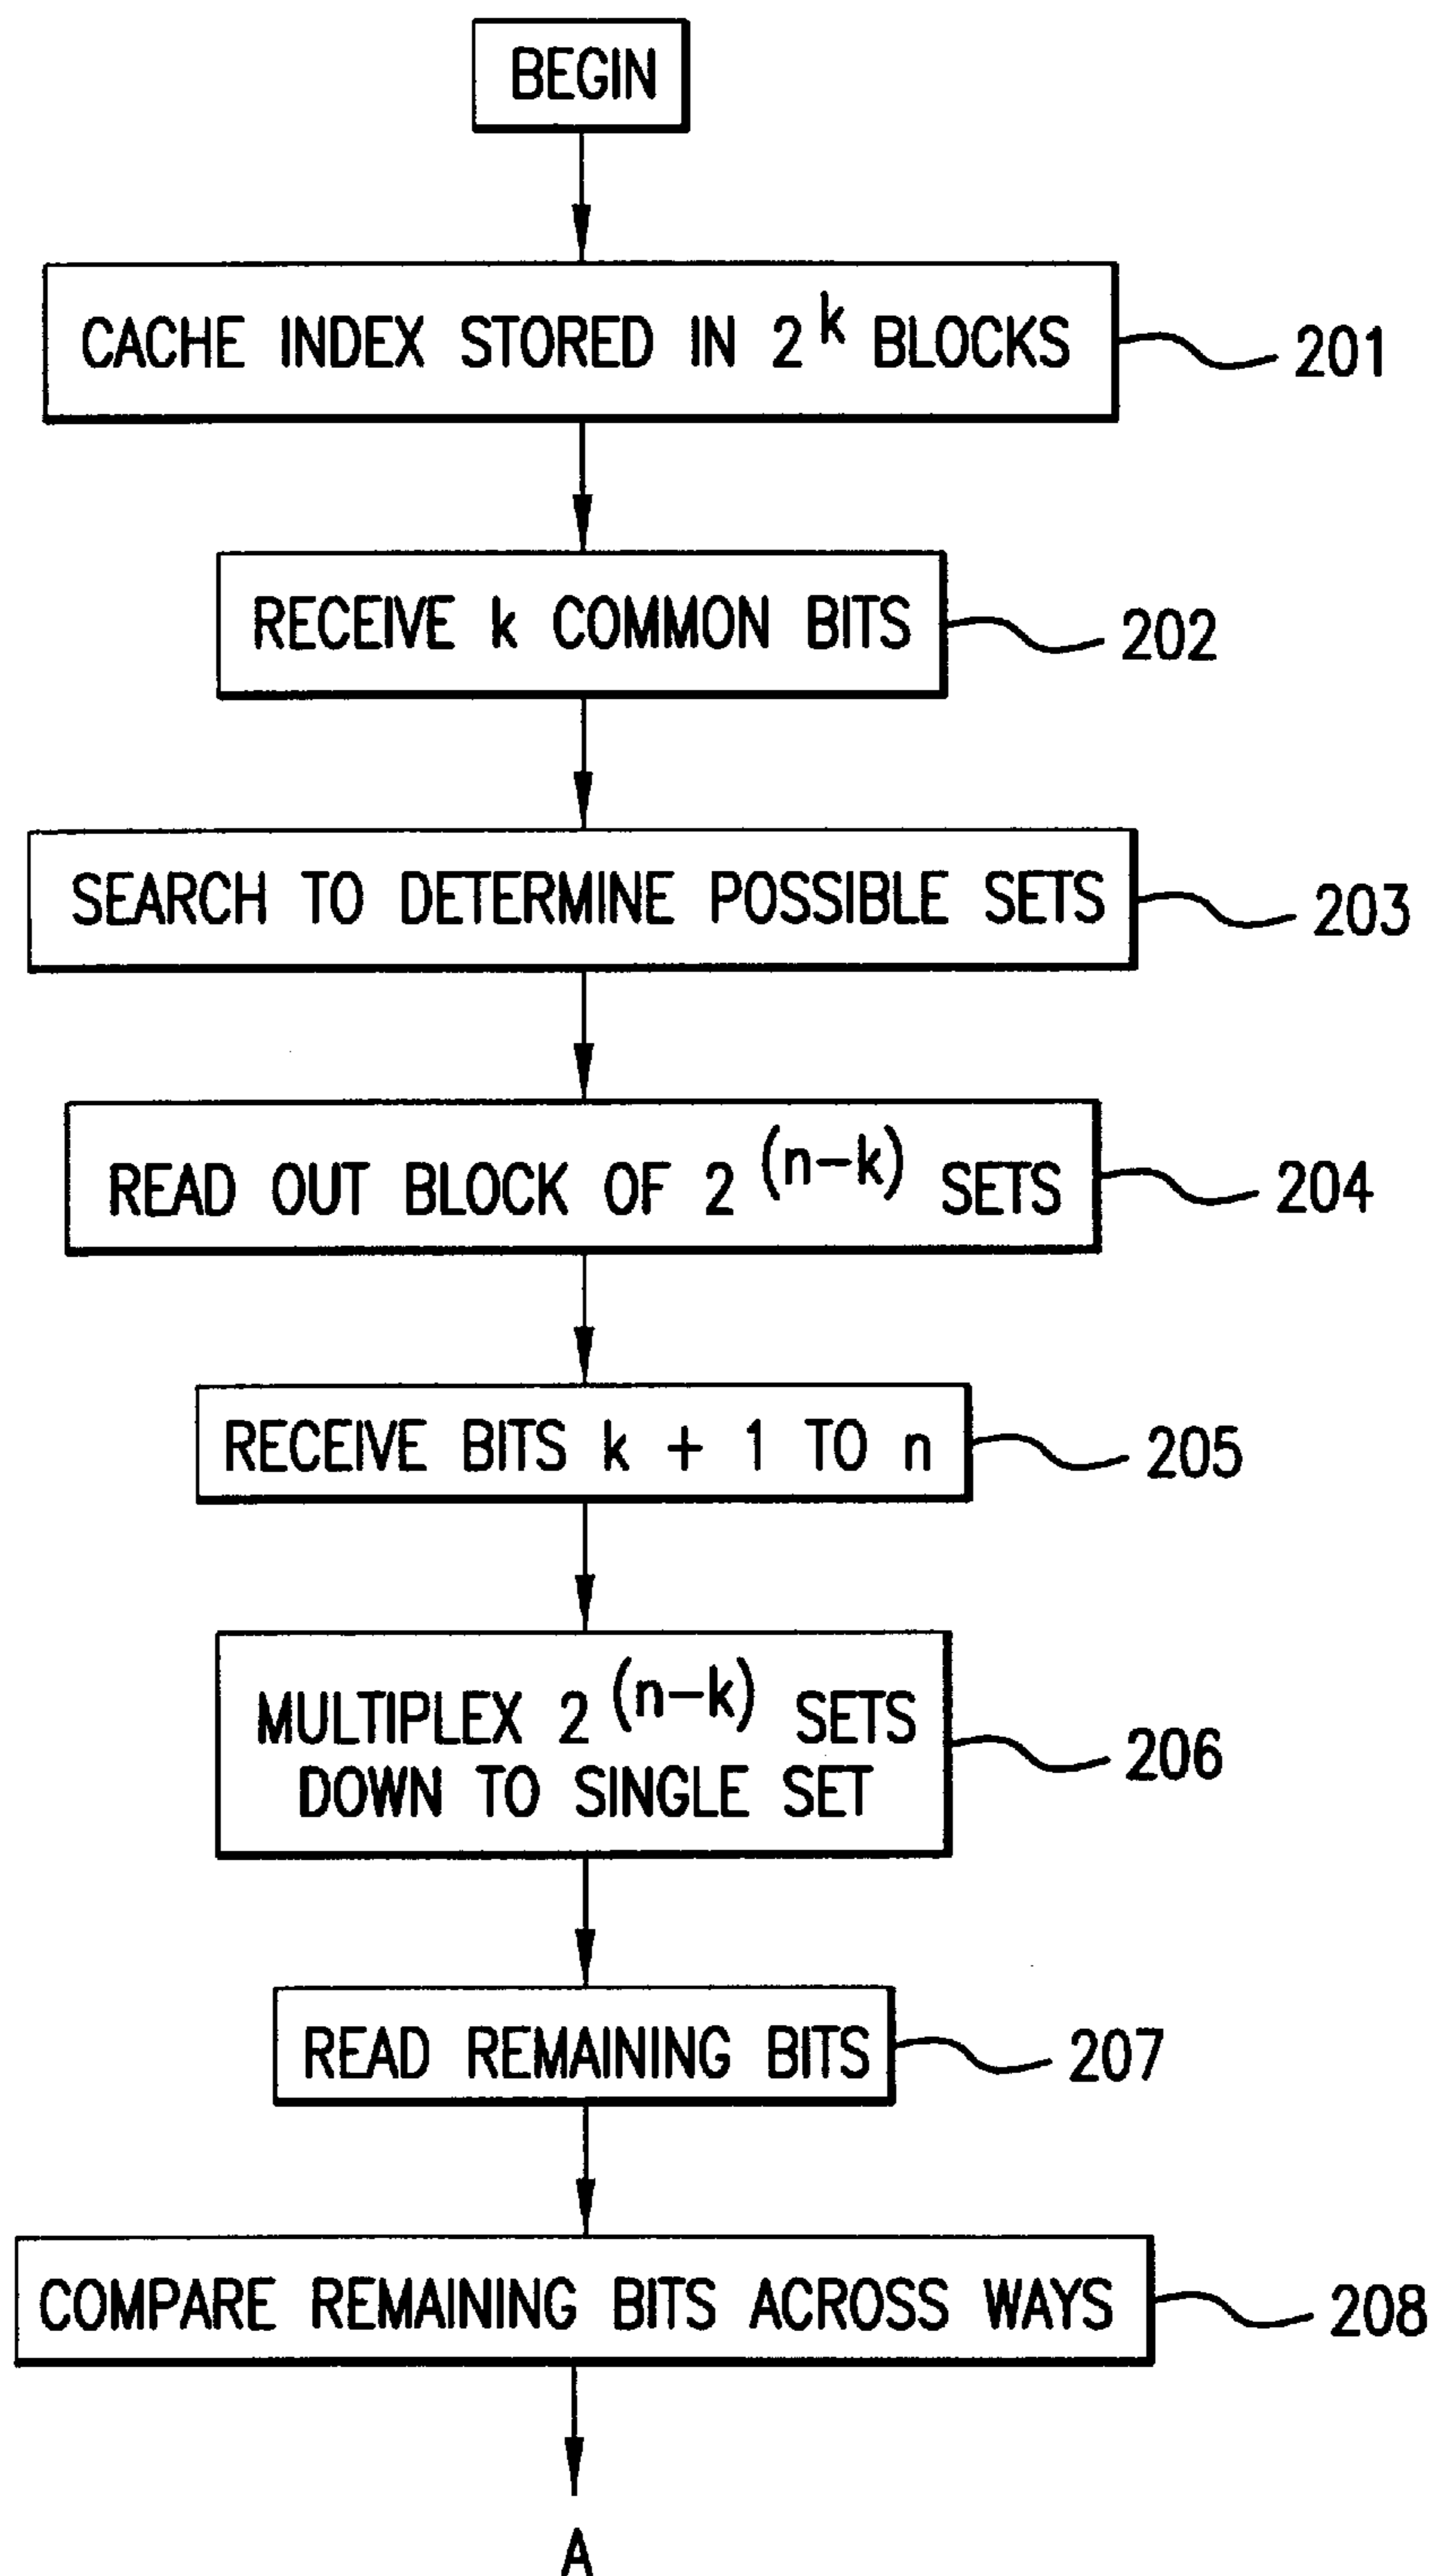 BEGIN
CACHE INDEX STORED IN 2^k BLOCKS
201
RECEIVE k COMMON BITS
202
SEARCH TO DETERMINE POSSIBLE SETS
203
READ OUT BLOCK OF 2^(n-k) SETS
204
RECEIVE BITS k + 1 TO n
205
MULTIPLEX 2^(n-k) SETS
DOWN TO SINGLE SET
206
READ REMAINING BITS
207
COMPARE REMAINING BITS ACROSS WAYS
208
A